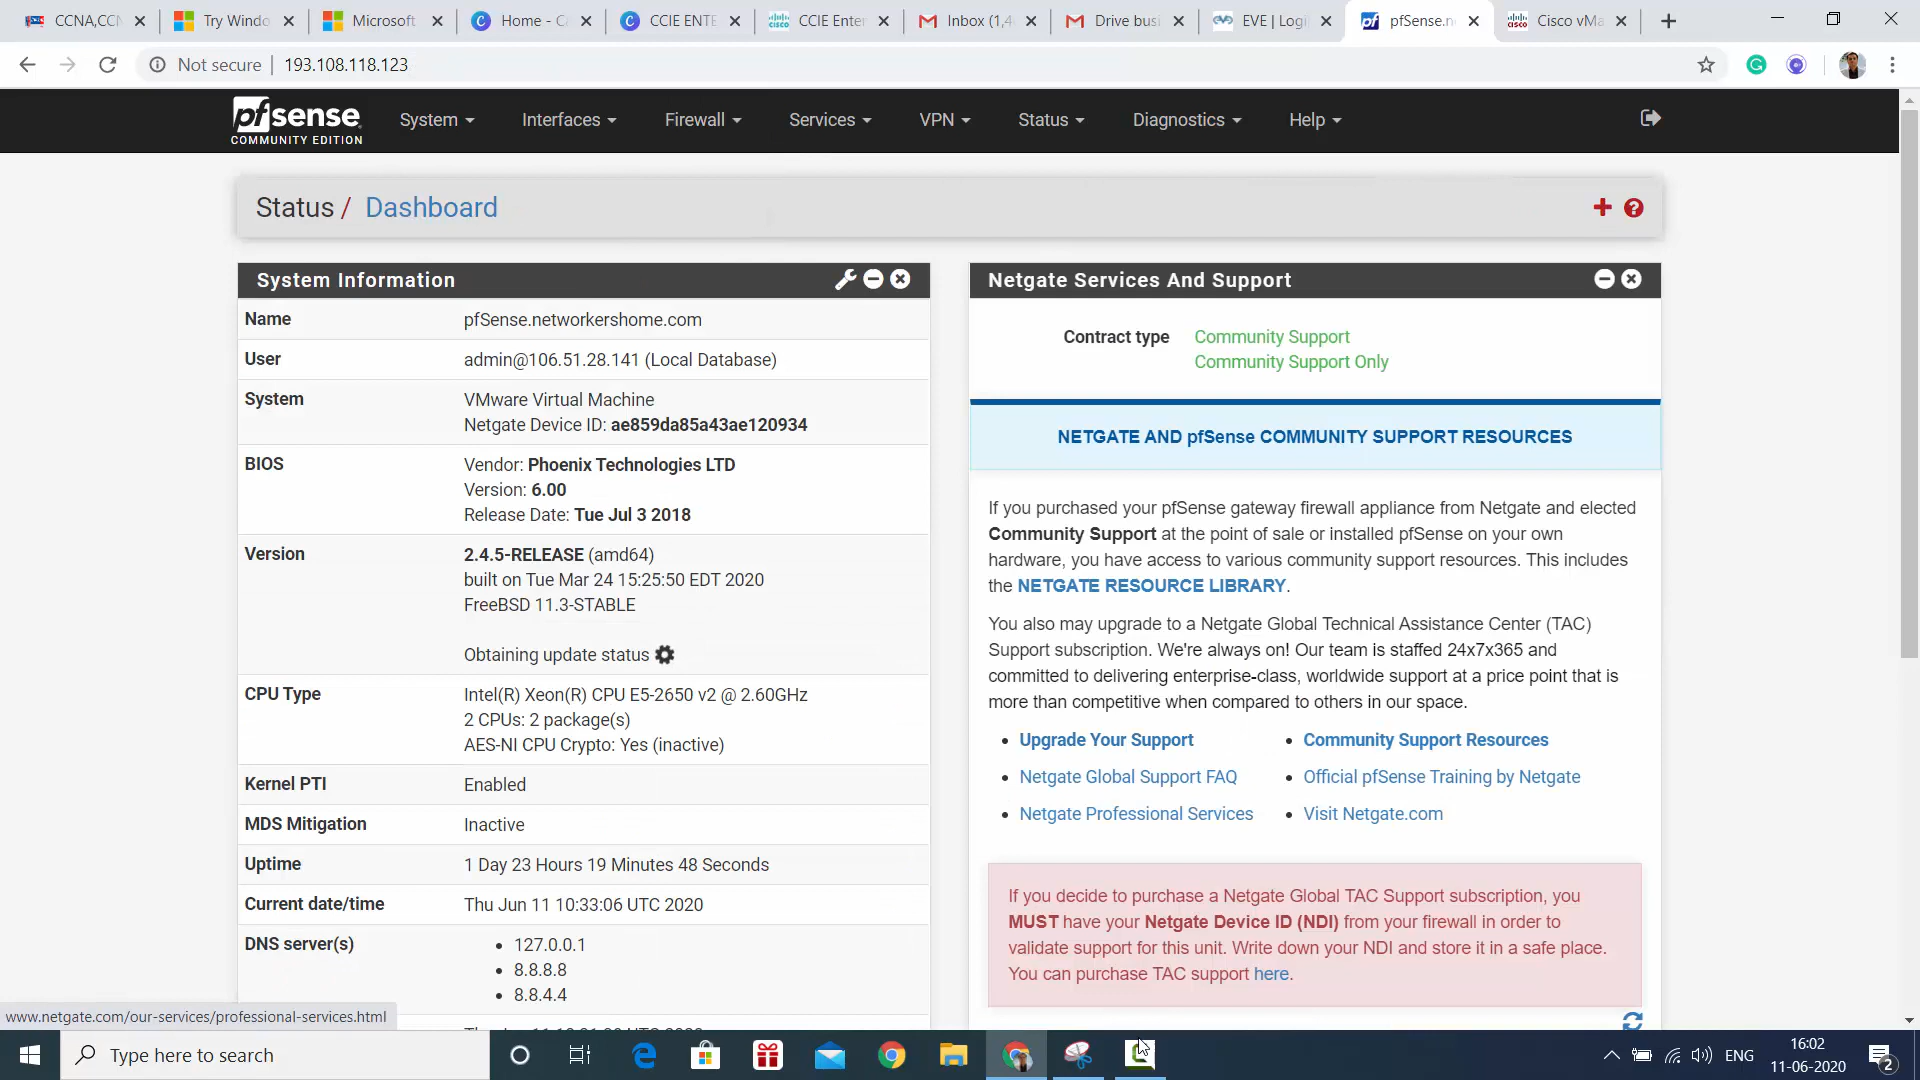 CCNA,CCN
Try Windo
Microsoft
Home - C
CCIE ENTE
CCIE Enter
Inbox (1,4
Drive busi
EVE | Logi
pfSense.n
Cisco vMa
Not secure | 193.108.118.123
pfsense
COMMUNITY EDITION
System
Interfaces
Firewall
Services
VPN
Status
Diagnostics
Help
Status / Dashboard
System Information
Name pfSense.networkershome.com
User admin@106.51.28.141 (Local Database)
System VMware Virtual Machine
Netgate Device ID: ae859da85a43ae120934
BIOS Vendor: Phoenix Technologies LTD
Version: 6.00
Release Date: Tue Jul 3 2018
Version 2.4.5-RELEASE (amd64)
built on Tue Mar 24 15:25:50 EDT 2020
FreeBSD 11.3-STABLE
Obtaining update status
CPU Type Intel(R) Xeon(R) CPU E5-2650 v2 @ 2.60GHz
2 CPUs: 2 package(s)
AES-NI CPU Crypto: Yes (inactive)
Kernel PTI Enabled
MDS Mitigation Inactive
Uptime 1 Day 23 Hours 19 Minutes 48 Seconds
Current date/time Thu Jun 11 10:33:06 UTC 2020
DNS server(s)
• 127.0.0.1
• 8.8.8.8
• 8.8.4.4
Netgate Services And Support
Contract type Community Support
Community Support Only
NETGATE AND pfSense COMMUNITY SUPPORT RESOURCES
If you purchased your pfSense gateway firewall appliance from Netgate and elected
Community Support at the point of sale or installed pfSense on your own
hardware, you have access to various community support resources. This includes
the NETGATE RESOURCE LIBRARY.
You also may upgrade to a Netgate Global Technical Assistance Center (TAC)
Support subscription. We're always on! Our team is staffed 24x7x365 and
committed to delivering enterprise-class, worldwide support at a price point that is
more than competitive when compared to others in our space.
• Upgrade Your Support
• Community Support Resources
• Netgate Global Support FAQ
• Official pfSense Training by Netgate
• Netgate Professional Services
• Visit Netgate.com
If you decide to purchase a Netgate Global TAC Support subscription, you
MUST have your Netgate Device ID (NDI) from your firewall in order to
validate support for this unit. Write down your NDI and store it in a safe place.
You can purchase TAC support here.
www.netgate.com/our-services/professional-services.html
Type here to search
ENG
16:02
11-06-2020
2